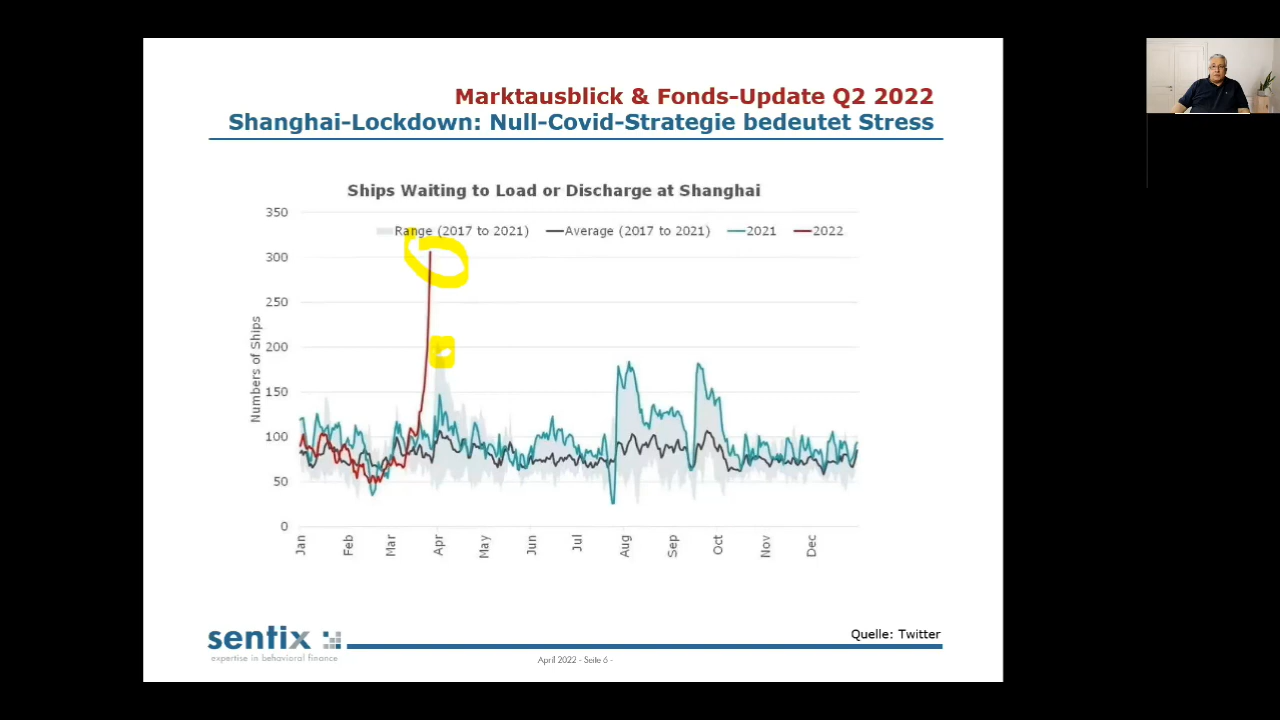 Marktausblick & Fonds-Update Q2 2022
Shanghai-Lockdown: Null-Covid-Strategie bedeutet Stress
Ships Waiting to Load or Discharge at Shanghai
Range (2017 to 2021) Average (2017 to 2021) 2021 2022
Numbers of Ships
350
300
250
200
150
100
50
0
Jan Feb Mar Apr May Jun Jul Aug Sep Oct Nov Dec
sentix
expertise in behavioral finance
Quelle: Twitter
April 2022 - Seite 6 -